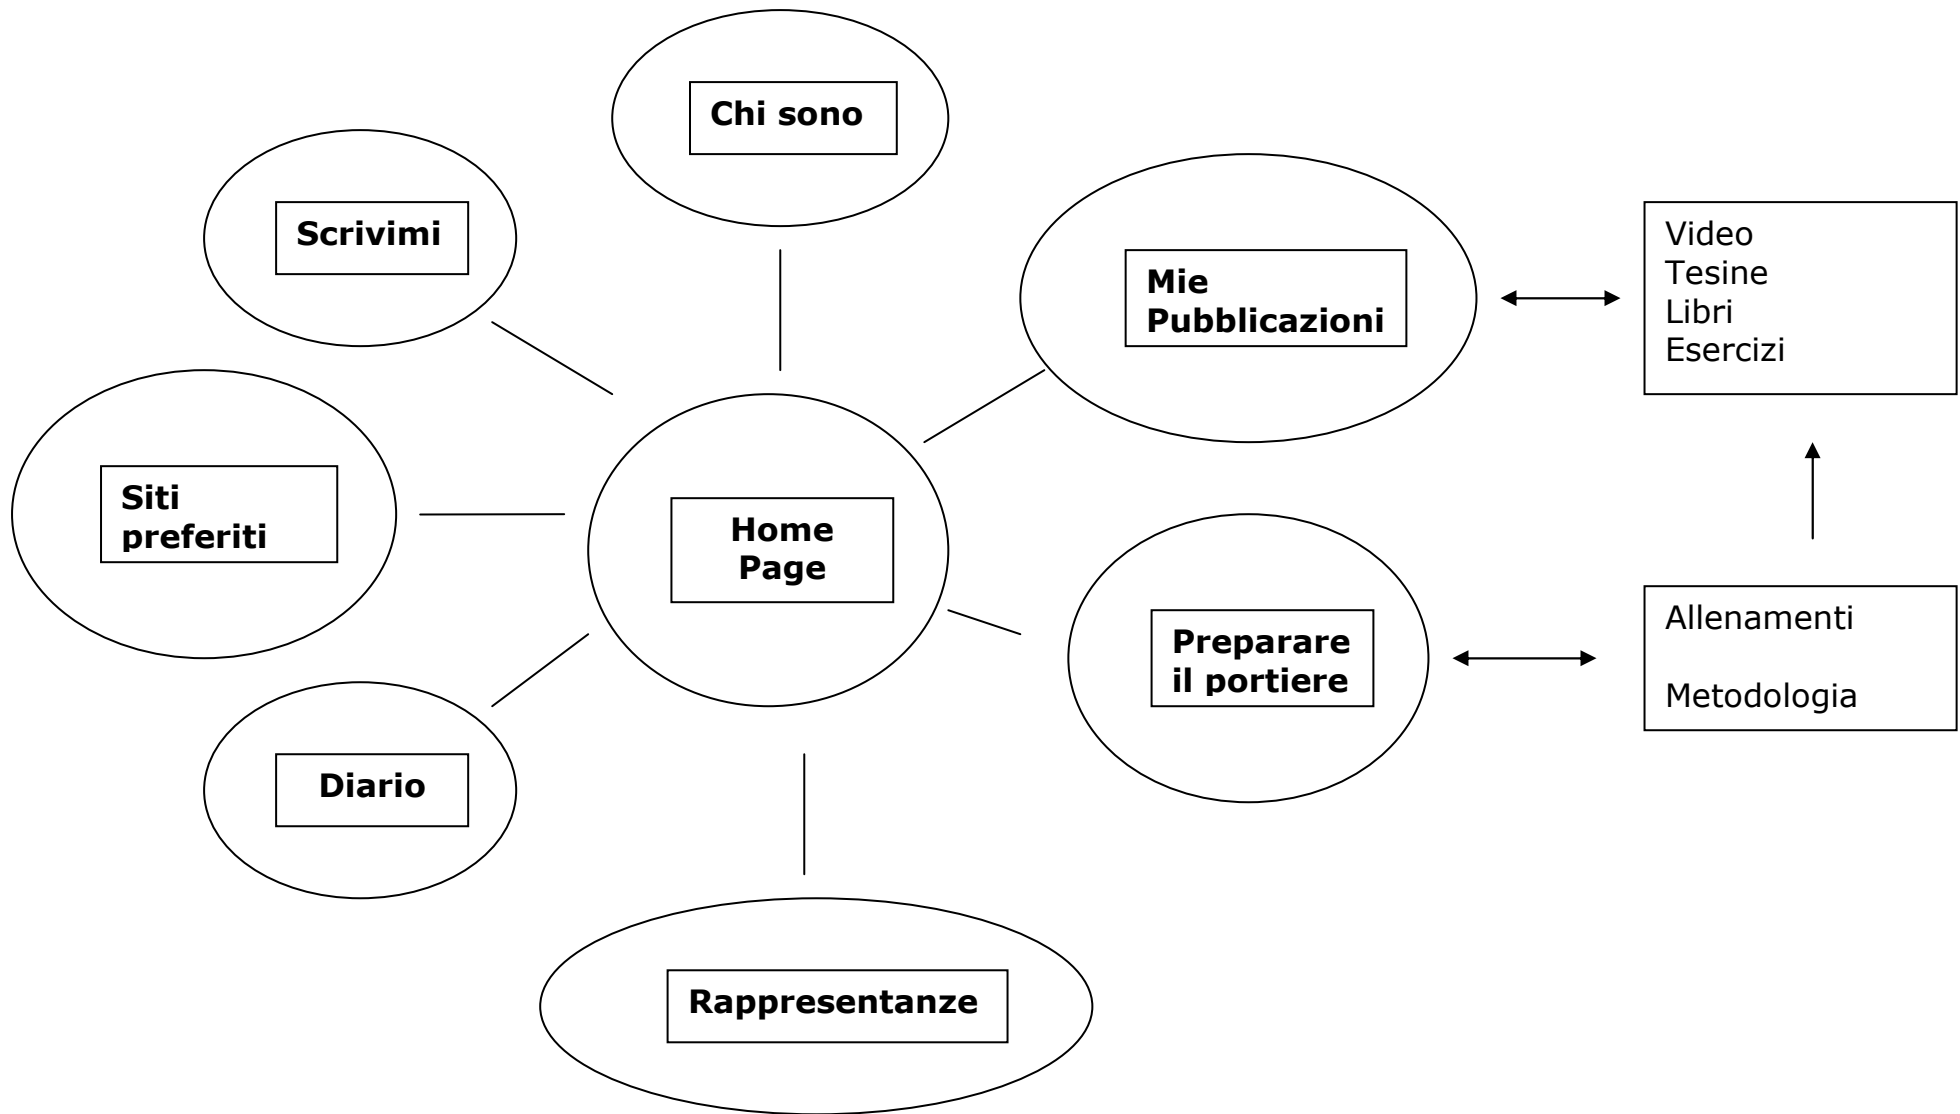 Chi sono
Scrivimi
Mie
Pubblicazioni
Video
Tesine
Libri
Esercizi
Siti
preferiti
Home
Page
Preparare
il portiere
Allenamenti
Metodologia
Diario
Rappresentanze